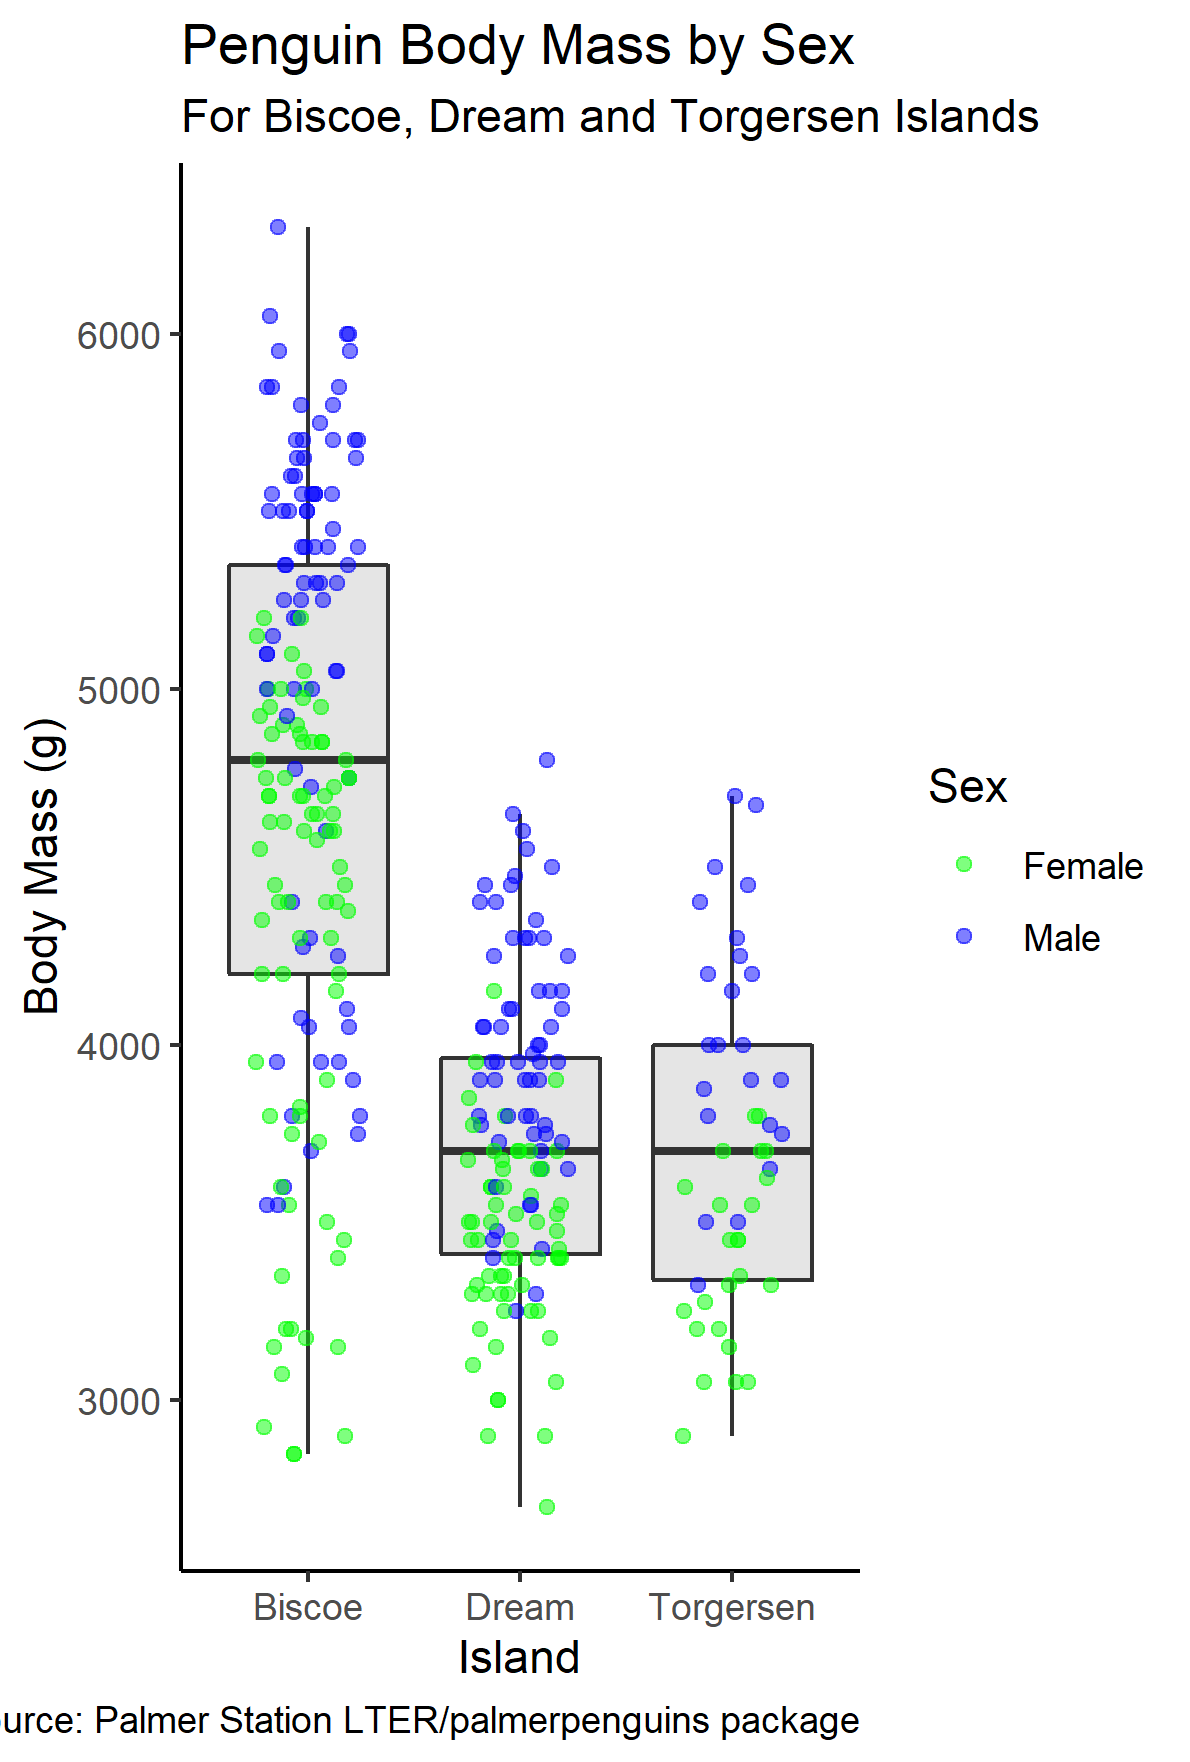 Penguin Body Mass by Sex
For Biscoe, Dream and Torgersen Islands
6000
5000
4000
3000
Body Mass (g)
Biscoe Dream Torgersen
Island
Sex
Female
Male
urce: Palmer Station LTER/palmerpenguins package